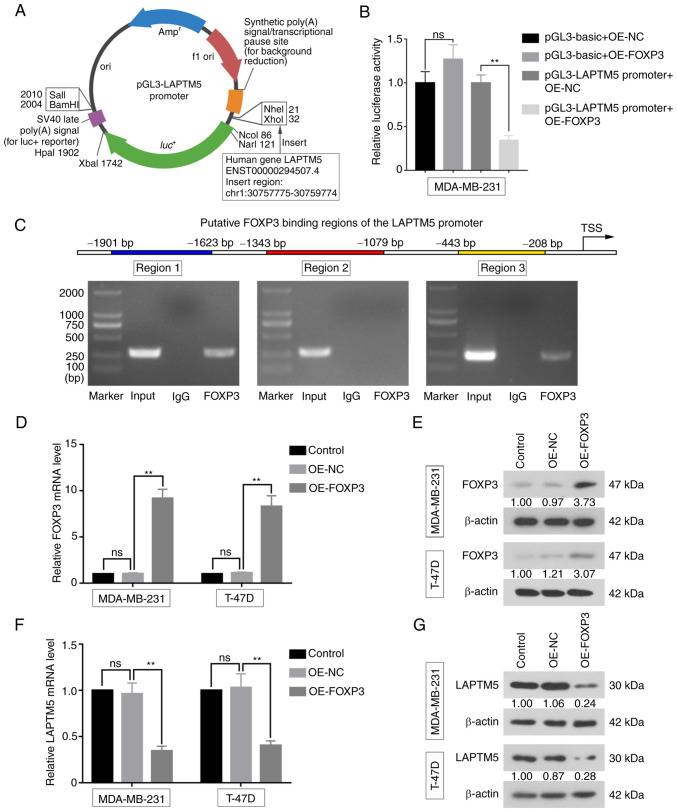 A
Amp^r
f1 ori
ori
Synthetic poly(A)
signal/transcriptional
pause site
(for background
reduction)
pGL3-LAPTM5
promoter
2010 SalI
2004 BamHI
NheI 21
XhoI 32
SV40 late
poly(A) signal
(for luc+ reporter)
HpaI 1902
XbaI 1742
luc+
NcoI 86
NarI 121
Insert
Human gene LAPTM5
ENST00000294507.4
Insert region:
chr1:30757775-30759774
B
Relative luciferase activity
1.5
1.0
0.5
0.0
ns
**
MDA-MB-231
pGL3-basic+OE-NC
pGL3-basic+OE-FOXP3
pGL3-LAPTM5 promoter+
OE-NC
pGL3-LAPTM5 promoter+
OE-FOXP3
C
Putative FOXP3 binding regions of the LAPTM5 promoter
−1901 bp −1623 bp −1343 bp −1079 bp −443 bp −208 bp TSS
Region 1 Region 2 Region 3
2000
1000
750
500
250
100
(bp)
Marker Input IgG FOXP3 Marker Input IgG FOXP3 Marker Input IgG FOXP3
D
Relative FOXP3 mRNA level
15
10
5
0
ns ** ns **
MDA-MB-231 T-47D
Control
OE-NC
OE-FOXP3
E
Control OE-NC OE-FOXP3
MDA-MB-231
FOXP3 47 kDa
1.00 0.97 3.73
β-actin 42 kDa
T-47D
FOXP3 47 kDa
1.00 1.21 3.07
β-actin 42 kDa
F
Relative LAPTM5 mRNA level
1.5
1.0
0.5
0.0
ns ** ns **
MDA-MB-231 T-47D
Control
OE-NC
OE-FOXP3
G
Control OE-NC OE-FOXP3
MDA-MB-231
LAPTM5 30 kDa
1.00 1.06 0.24
β-actin 42 kDa
T-47D
LAPTM5 30 kDa
1.00 0.87 0.28
β-actin 42 kDa